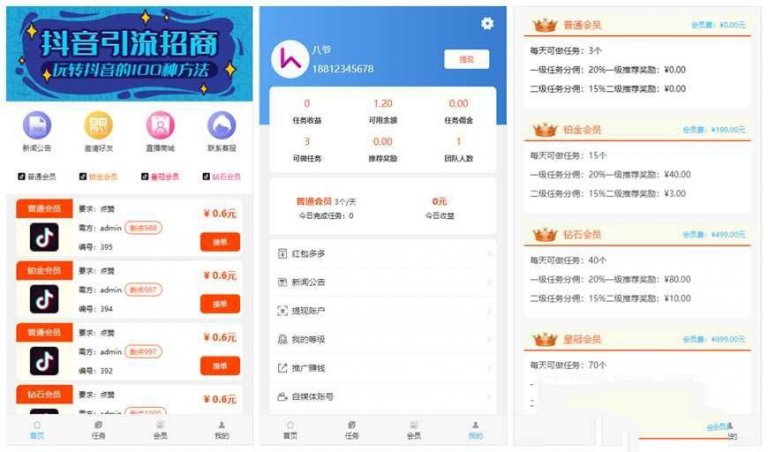 抖音引流招商
玩转抖音的100种方法
新闻公告
邀请好友
直播商城
联系客服
普通会员
铂金会员
皇冠会员
钻石会员
普通会员
要求：点赞
需方：admin
剩余988
编号：395
¥ 0.6元
接单
铂金会员
要求：点赞
需方：admin
剩余997
编号：394
¥ 0.6元
接单
普通会员
要求：点赞
需方：admin
剩余997
编号：392
¥ 0.6元
接单
钻石会员
要求：点赞
需方：admin
剩余1000
¥ 0.6元
首页
任务
会员
我的
八爷
18812345678
提现
0
1.20
0.00
任务收益
可用余额
任务佣金
3
0.00
1
可做任务
推荐奖励
团队人数
普通会员 3个/天
0元
今日完成任务：0
今日收益
红包多多
新闻公告
提现账户
我的等级
推广赚钱
自媒体账号
首页
任务
会员
我的
普通会员
会员费：¥0.00元
每天可做任务：3个
一级任务分佣：20%一级推荐奖励：¥0.00
二级任务分佣：15%二级推荐奖励：¥0.00
铂金会员
会员费：¥199.00元
每天可做任务：15个
一级任务分佣：20%一级推荐奖励：¥40.00
二级任务分佣：15%二级推荐奖励：¥3.00
钻石会员
会员费：¥499.00元
每天可做任务：40个
一级任务分佣：20%一级推荐奖励：¥80.00
二级任务分佣：15%二级推荐奖励：¥10.00
皇冠会员
会员费：¥899.00元
每天可做任务：70个
会员
的